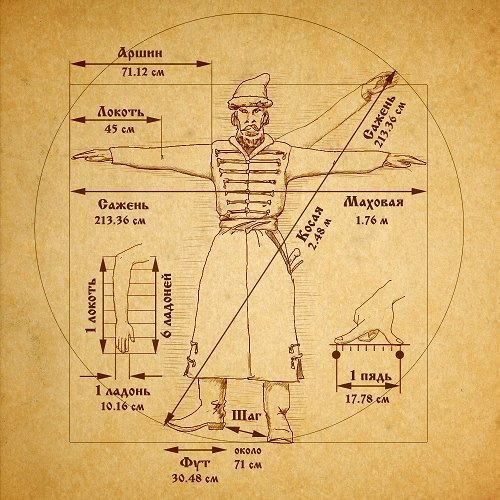 Аршин
71.12 см
Локоть
45 см
Сажень
213.36 см
Сажень
213.36 см
Маховая
1.76 м
Косая
2.48 м
1 локоть
6 ладоней
1 ладонь
10.16 см
1 пядь
17.78 см
Шаг
около
71 см
Фут
30.48 см